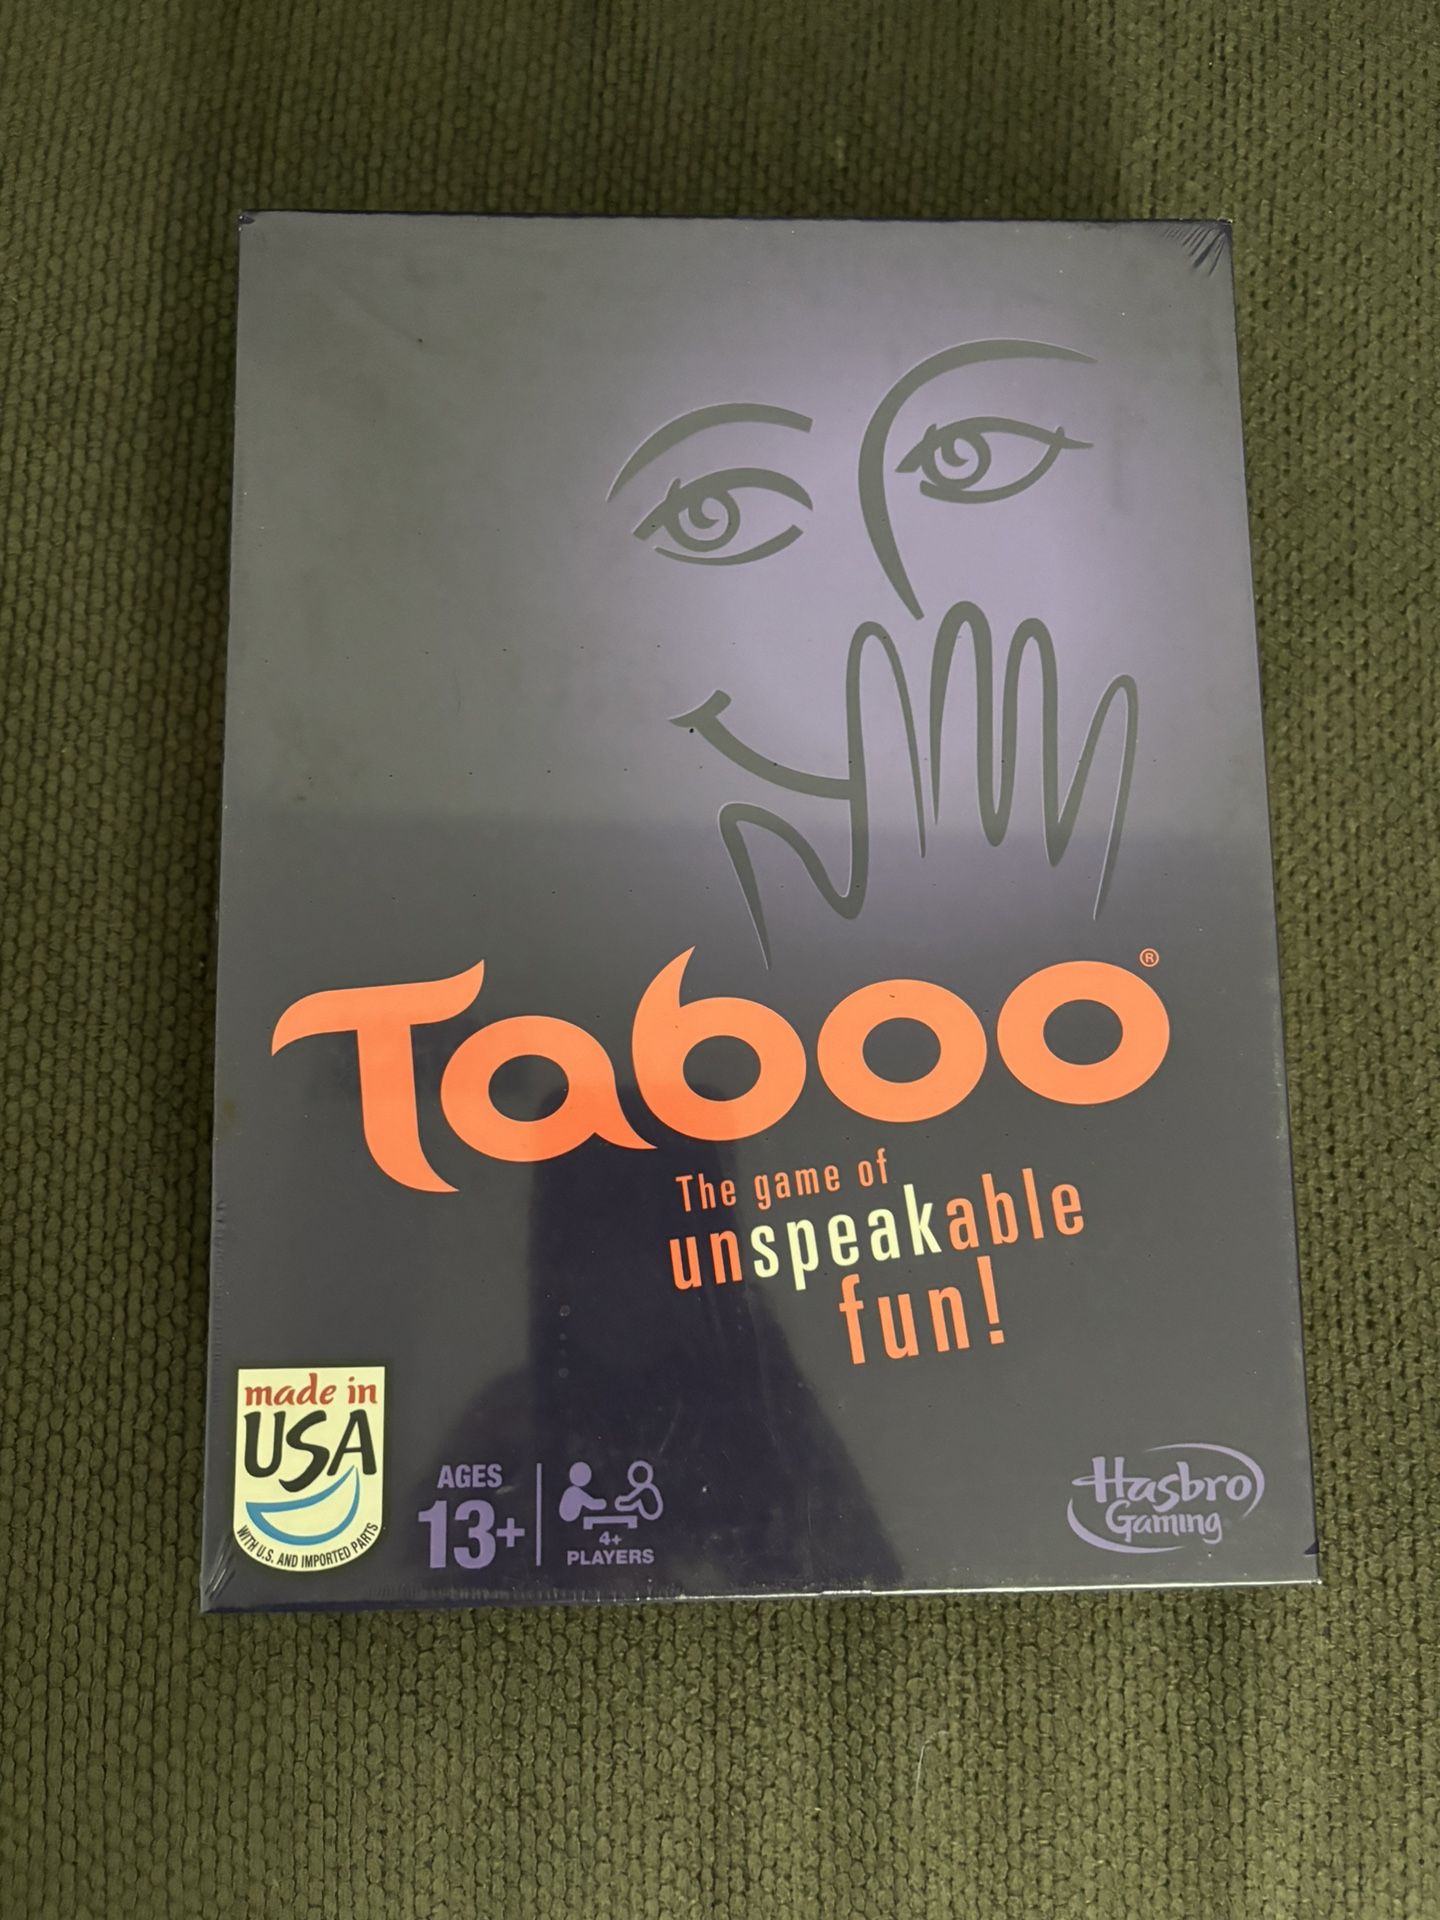 Taboo®
The game of
unspeakable
fun!
made in
USA
WITH U.S. AND IMPORTED PARTS
AGES
13+
4+
PLAYERS
Hasbro
Gaming